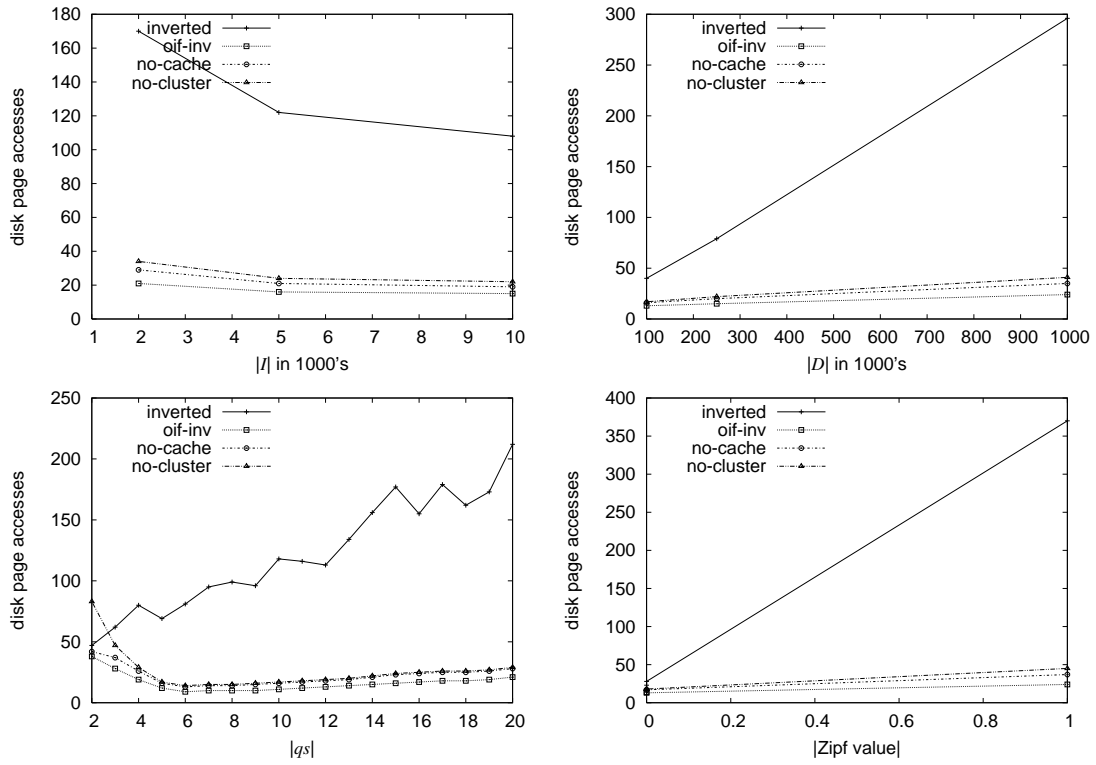 180
160
140
120
100
80
60
40
20
0
disk page accesses
inverted
oif-inv
no-cache
no-cluster
1 2 3 4 5 6 7 8 9 10
|I| in 1000's
300
250
200
150
100
50
0
disk page accesses
inverted
oif-inv
no-cache
no-cluster
100 200 300 400 500 600 700 800 900 1000
|D| in 1000's
250
200
150
100
50
0
disk page accesses
inverted
oif-inv
no-cache
no-cluster
2 4 6 8 10 12 14 16 18 20
|qs|
400
350
300
250
200
150
100
50
0
disk page accesses
inverted
oif-inv
no-cache
no-cluster
0 0.2 0.4 0.6 0.8 1
|Zipf value|